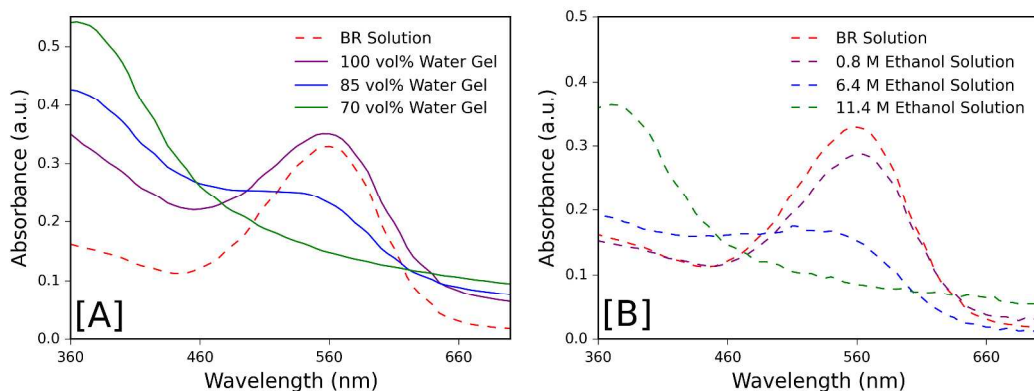 0.5
0.4
0.3
0.2
0.1
0.0
Absorbance (a.u.)
BR Solution
100 vol% Water Gel
85 vol% Water Gel
70 vol% Water Gel
[A]
360
460
560
660
Wavelength (nm)
0.5
0.4
0.3
0.2
0.1
0.0
Absorbance (a.u.)
BR Solution
0.8 M Ethanol Solution
6.4 M Ethanol Solution
11.4 M Ethanol Solution
[B]
360
460
560
660
Wavelength (nm)